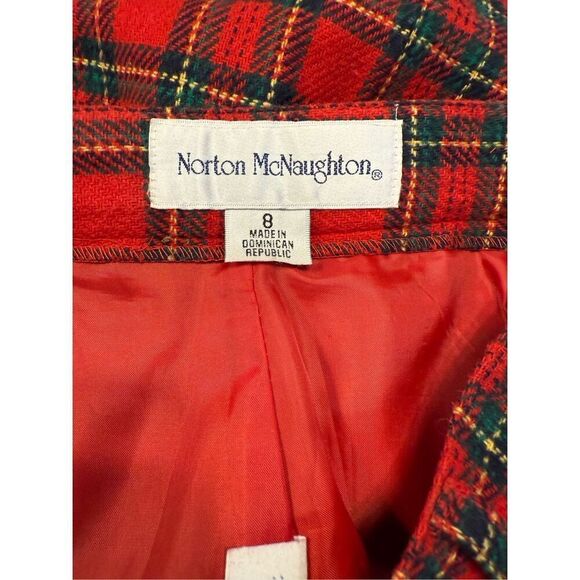 Norton McNaughton®
8
MADE IN
DOMINICAN
REPUBLIC